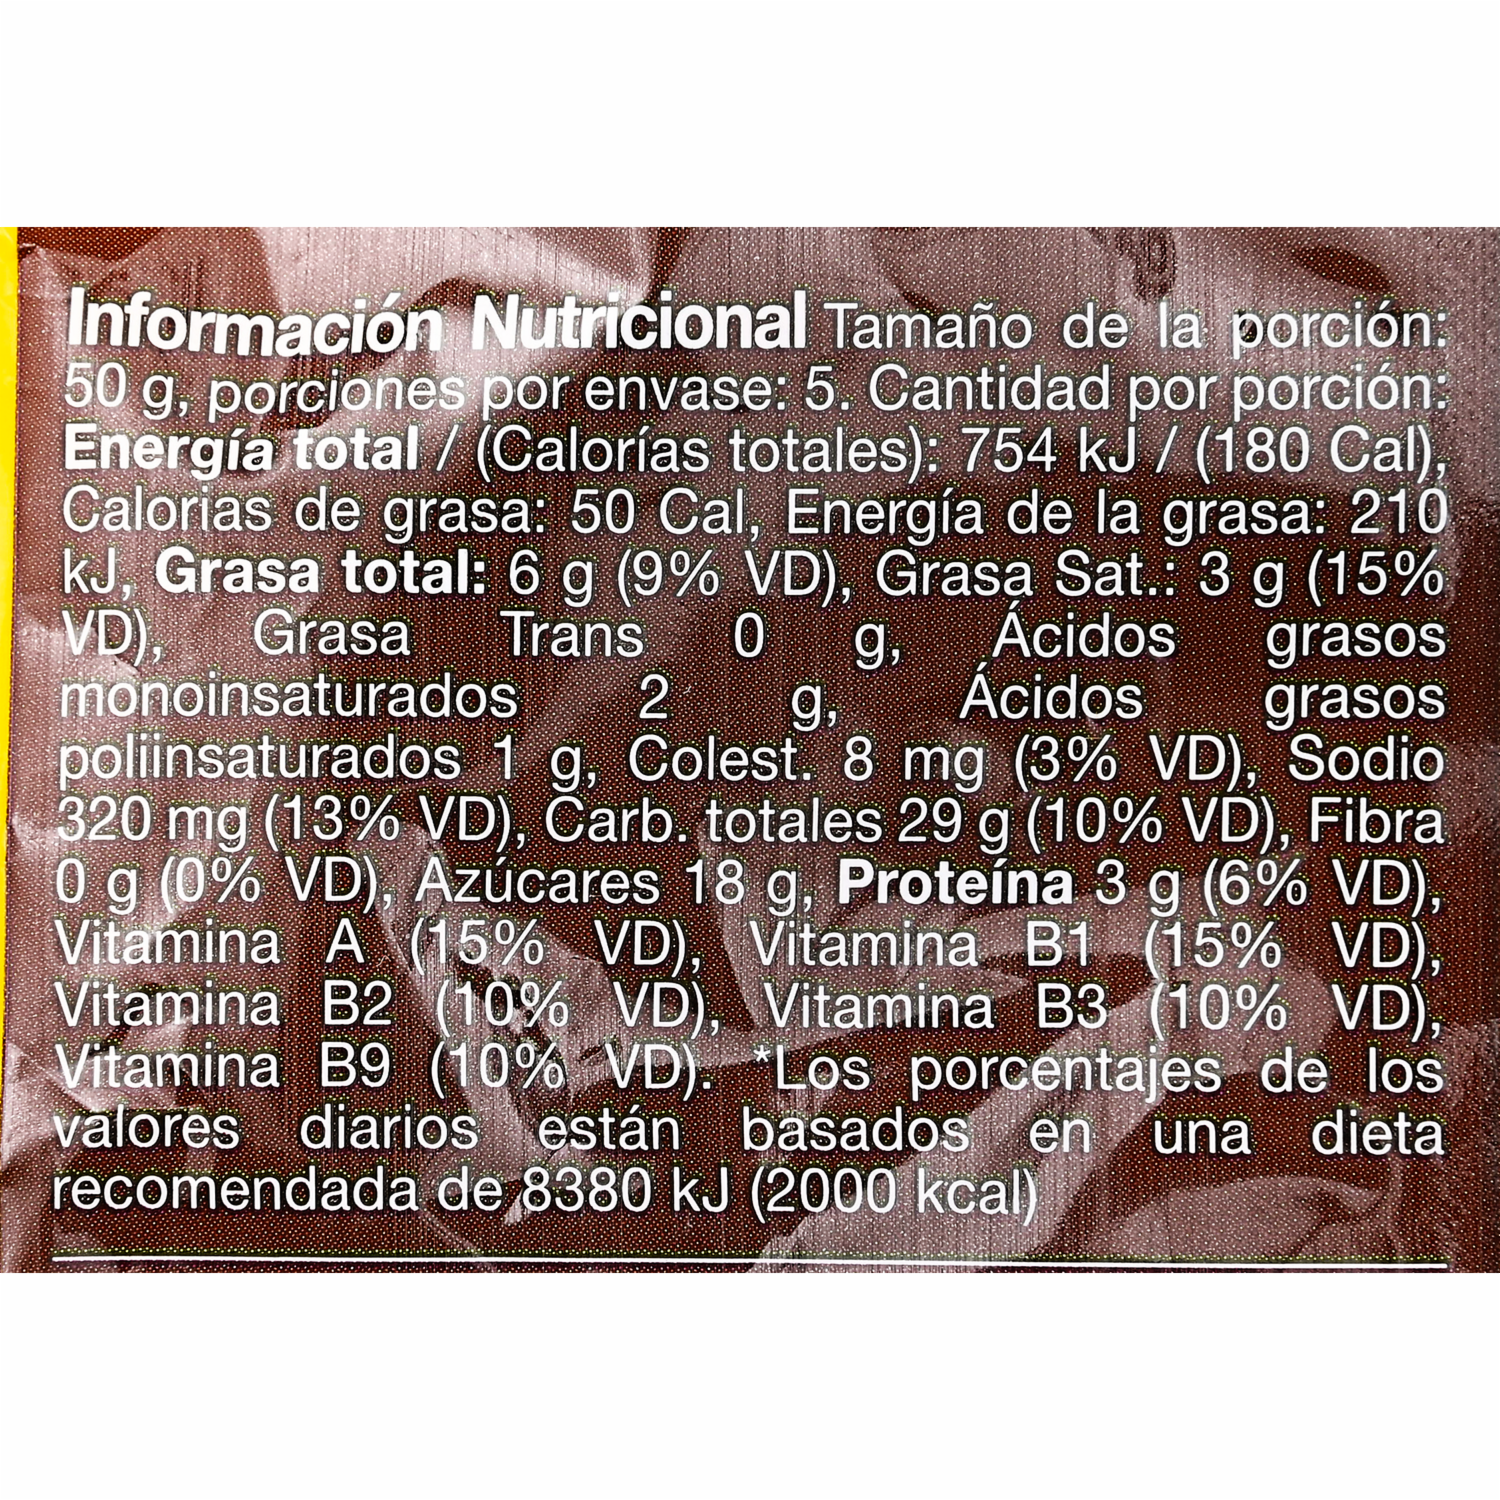 Información Nutricional Tamaño de la porción:
50 g, porciones por envase: 5. Cantidad por porción:
Energía total / (Calorías totales): 754 kJ / (180 Cal),
Calorias de grasa: 50 Cal, Energía de la grasa: 210
kJ, Grasa total: 6 g (9% VD), Grasa Sat.: 3 g (15%
VD), Grasa Trans 0 g, Ácidos grasos
monoinsaturados 2 g, Ácidos grasos
poliinsaturados 1 g, Colest. 8 mg (3% VD), Sodio
320 mg (13% VD), Carb. totales 29 g (10% VD), Fibra
0 g (0% VD), Azúcares 18 g, Proteína 3 g (6% VD),
Vitamina A (15% VD), Vitamina B1 (15% VD),
Vitamina B2 (10% VD), Vitamina B3 (10% VD),
Vitamina B9 (10% VD). *Los porcentajes de los
valores diarios están basados en una dieta
recomendada de 8380 kJ (2000 kcal)